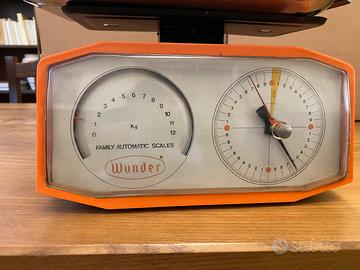 0 1 2 3 4 5 6 7 8 9 10 11 12
Kg
FAMILY AUTOMATIC SCALES
Wunder
subito